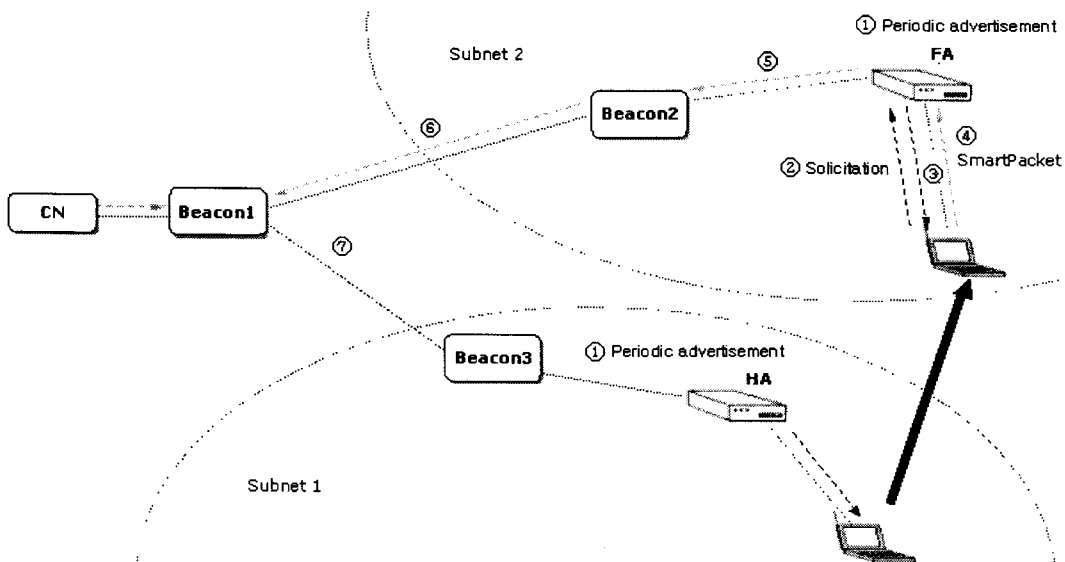 ① Periodic advertisement
Subnet 2
FA
⑤
Beacon2
⑥
④
SmartPacket
② Solicitation
③
CN
Beacon1
⑦
Beacon3
① Periodic advertisement
HA
Subnet 1